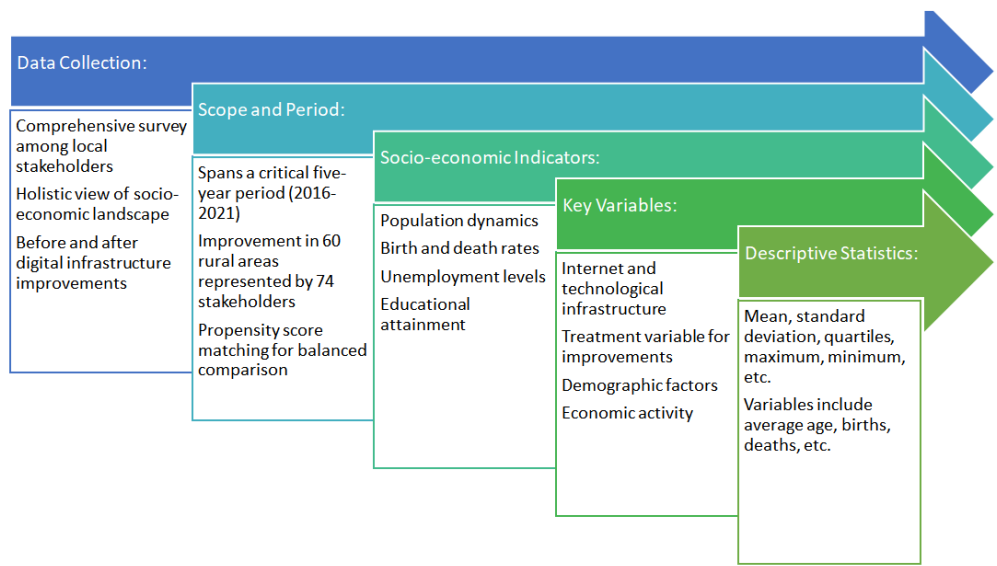 Data Collection:
Comprehensive survey
among local
stakeholders
Holistic view of socio-
economic landscape
Before and after
digital infrastructure
improvements
Scope and Period:
Spans a critical five-
year period (2016-
2021)
Improvement in 60
rural areas
represented by 74
stakeholders
Propensity score
matching for balanced
comparison
Socio-economic Indicators:
Population dynamics
Birth and death rates
Unemployment levels
Educational
attainment
Key Variables:
Internet and
technological
infrastructure
Treatment variable for
improvements
Demographic factors
Economic activity
Descriptive Statistics:
Mean, standard
deviation, quartiles,
maximum, minimum,
etc.
Variables include
average age, births,
deaths, etc.